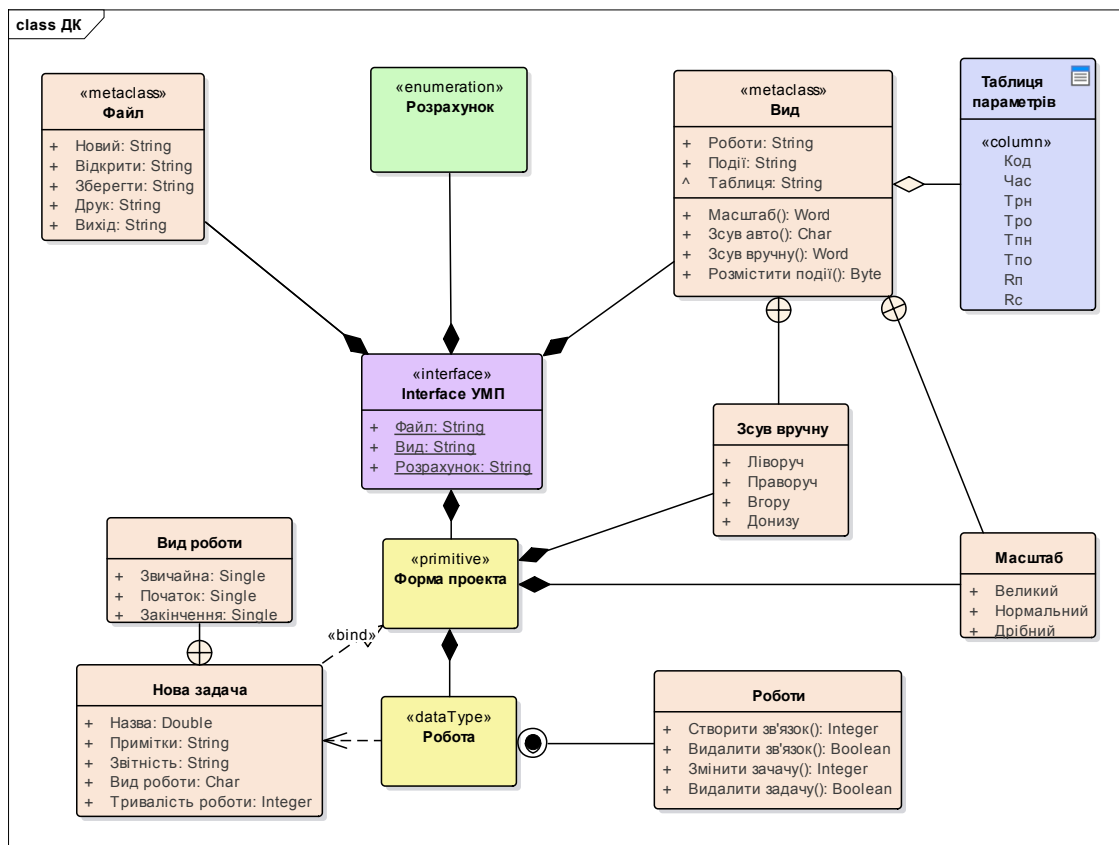 class ДК
«metaclass»
Файл
+ Новий: String
+ Відкрити: String
+ Зберегти: String
+ Друк: String
+ Вихід: String
«enumeration»
Розрахунок
«metaclass»
Вид
+ Роботи: String
+ Події: String
^ Таблиця: String
+ Масштаб(): Word
+ Зсув авто(): Char
+ Зсув вручну(): Word
+ Розмістити події(): Byte
Таблиця
параметрів
«column»
Код
Час
Трн
Тро
Тпн
Тпо
Rп
Rс
«interface»
Interface УМП
+ Файл: String
+ Вид: String
+ Розрахунок: String
Зсув вручну
+ Ліворуч
+ Праворуч
+ Вгору
+ Донизу
Вид роботи
+ Звичайна: Single
+ Початок: Single
+ Закінчення: Single
«primitive»
Форма проекта
Масштаб
+ Великий
+ Нормальний
+ Дрібний
«bind»
Нова задача
+ Назва: Double
+ Примітки: String
+ Звітність: String
+ Вид роботи: Char
+ Тривалість роботи: Integer
«dataType»
Робота
Роботи
+ Створити зв'язок(): Integer
+ Видалити зв'язок(): Boolean
+ Змінити зачачу(): Integer
+ Видалити задачу(): Boolean